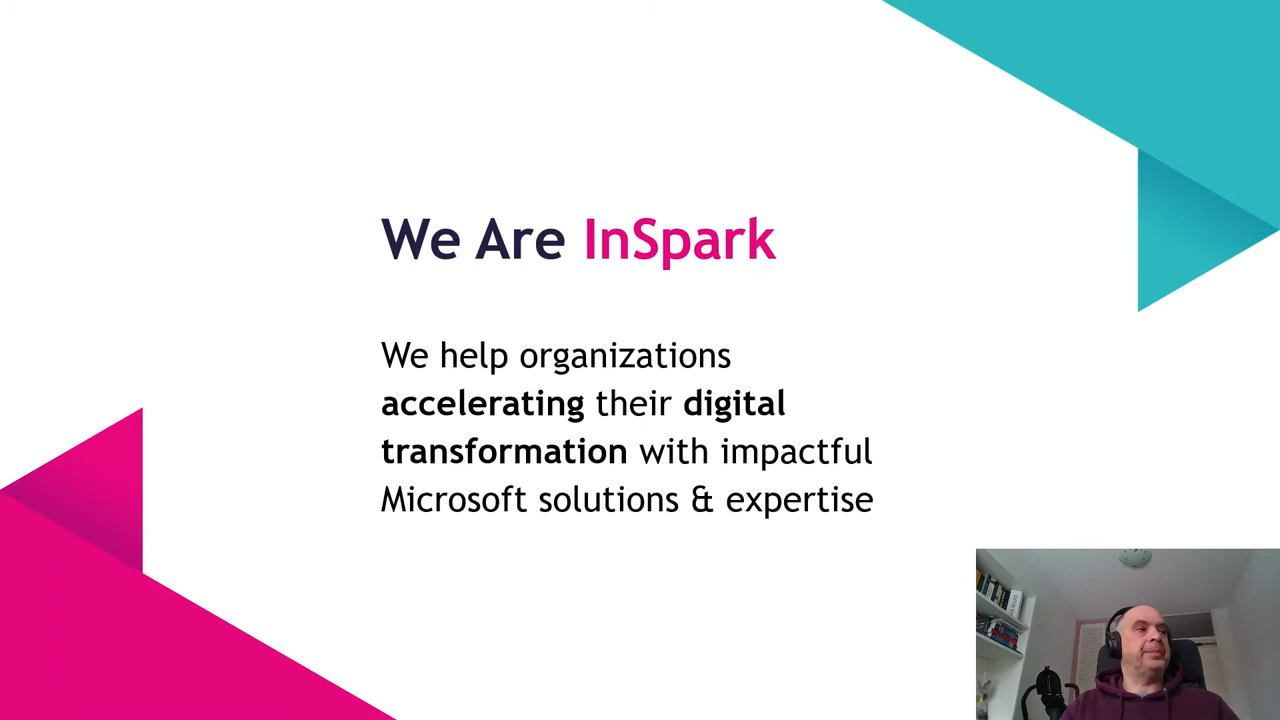 We Are InSpark
We help organizations
accelerating their digital
transformation with impactful
Microsoft solutions & expertise